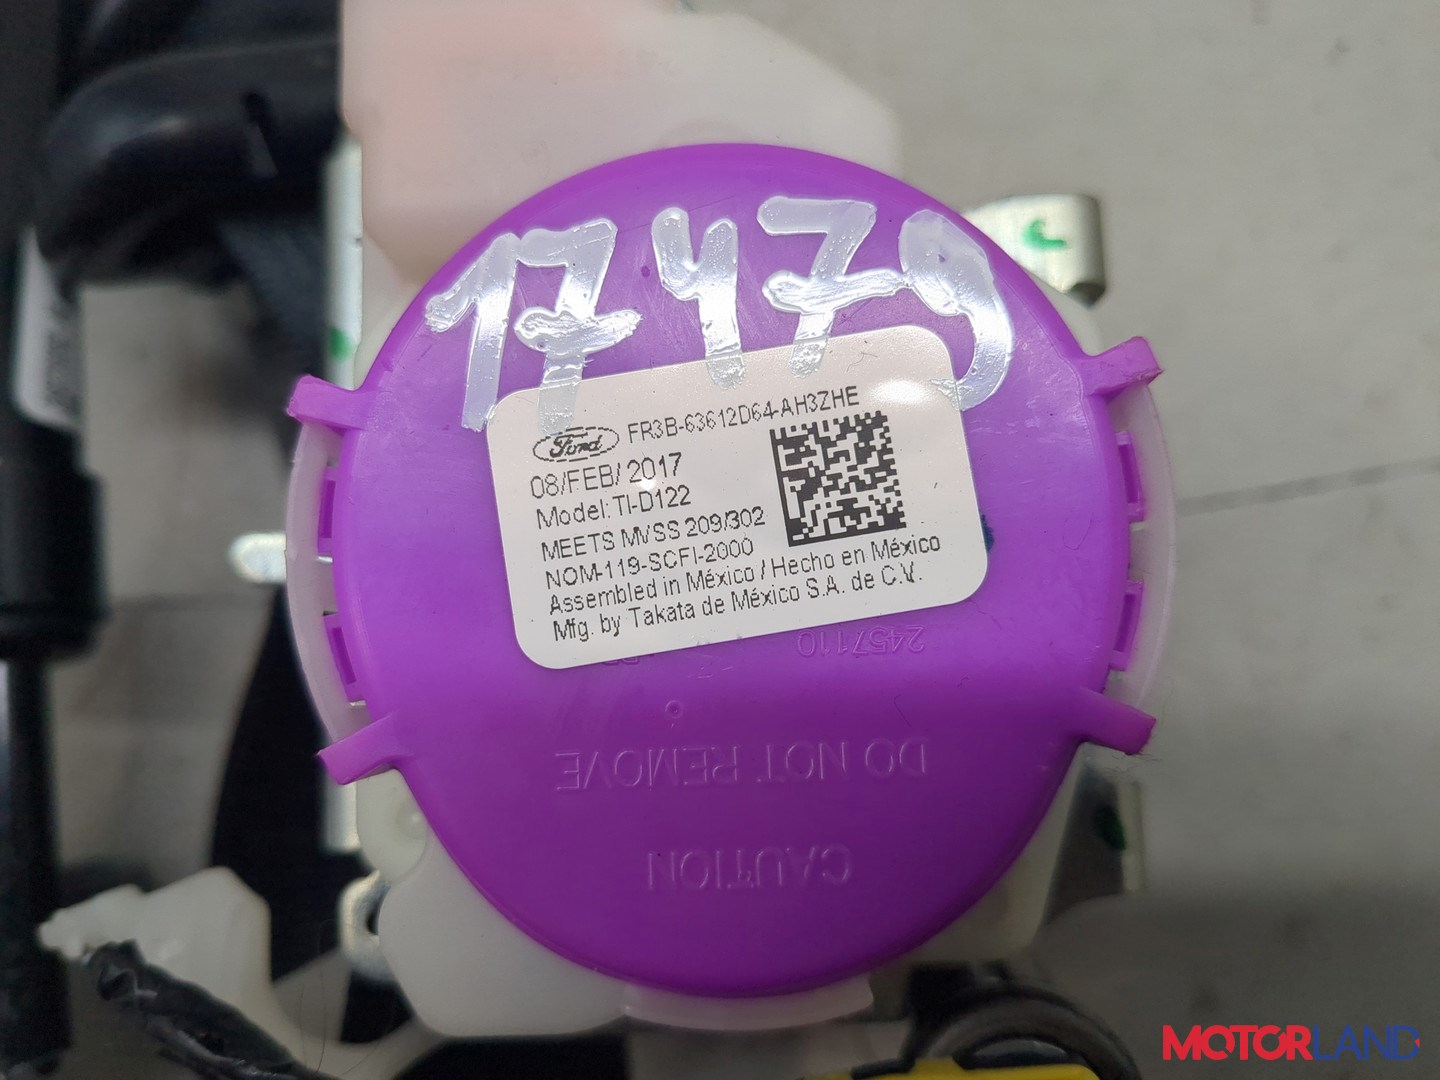 17479
Ford FR3B-63612D64-AH3ZHE
08/FEB/2017
Model: TI-D122
MEETS MVSS 209/302
NOM-119-SCFI-2000
Assembled in México / Hecho en México
Mfg. by Takata de México S.A. de C.V.
2457110
DO NOT REMOVE
CAUTION
MOTORLAND